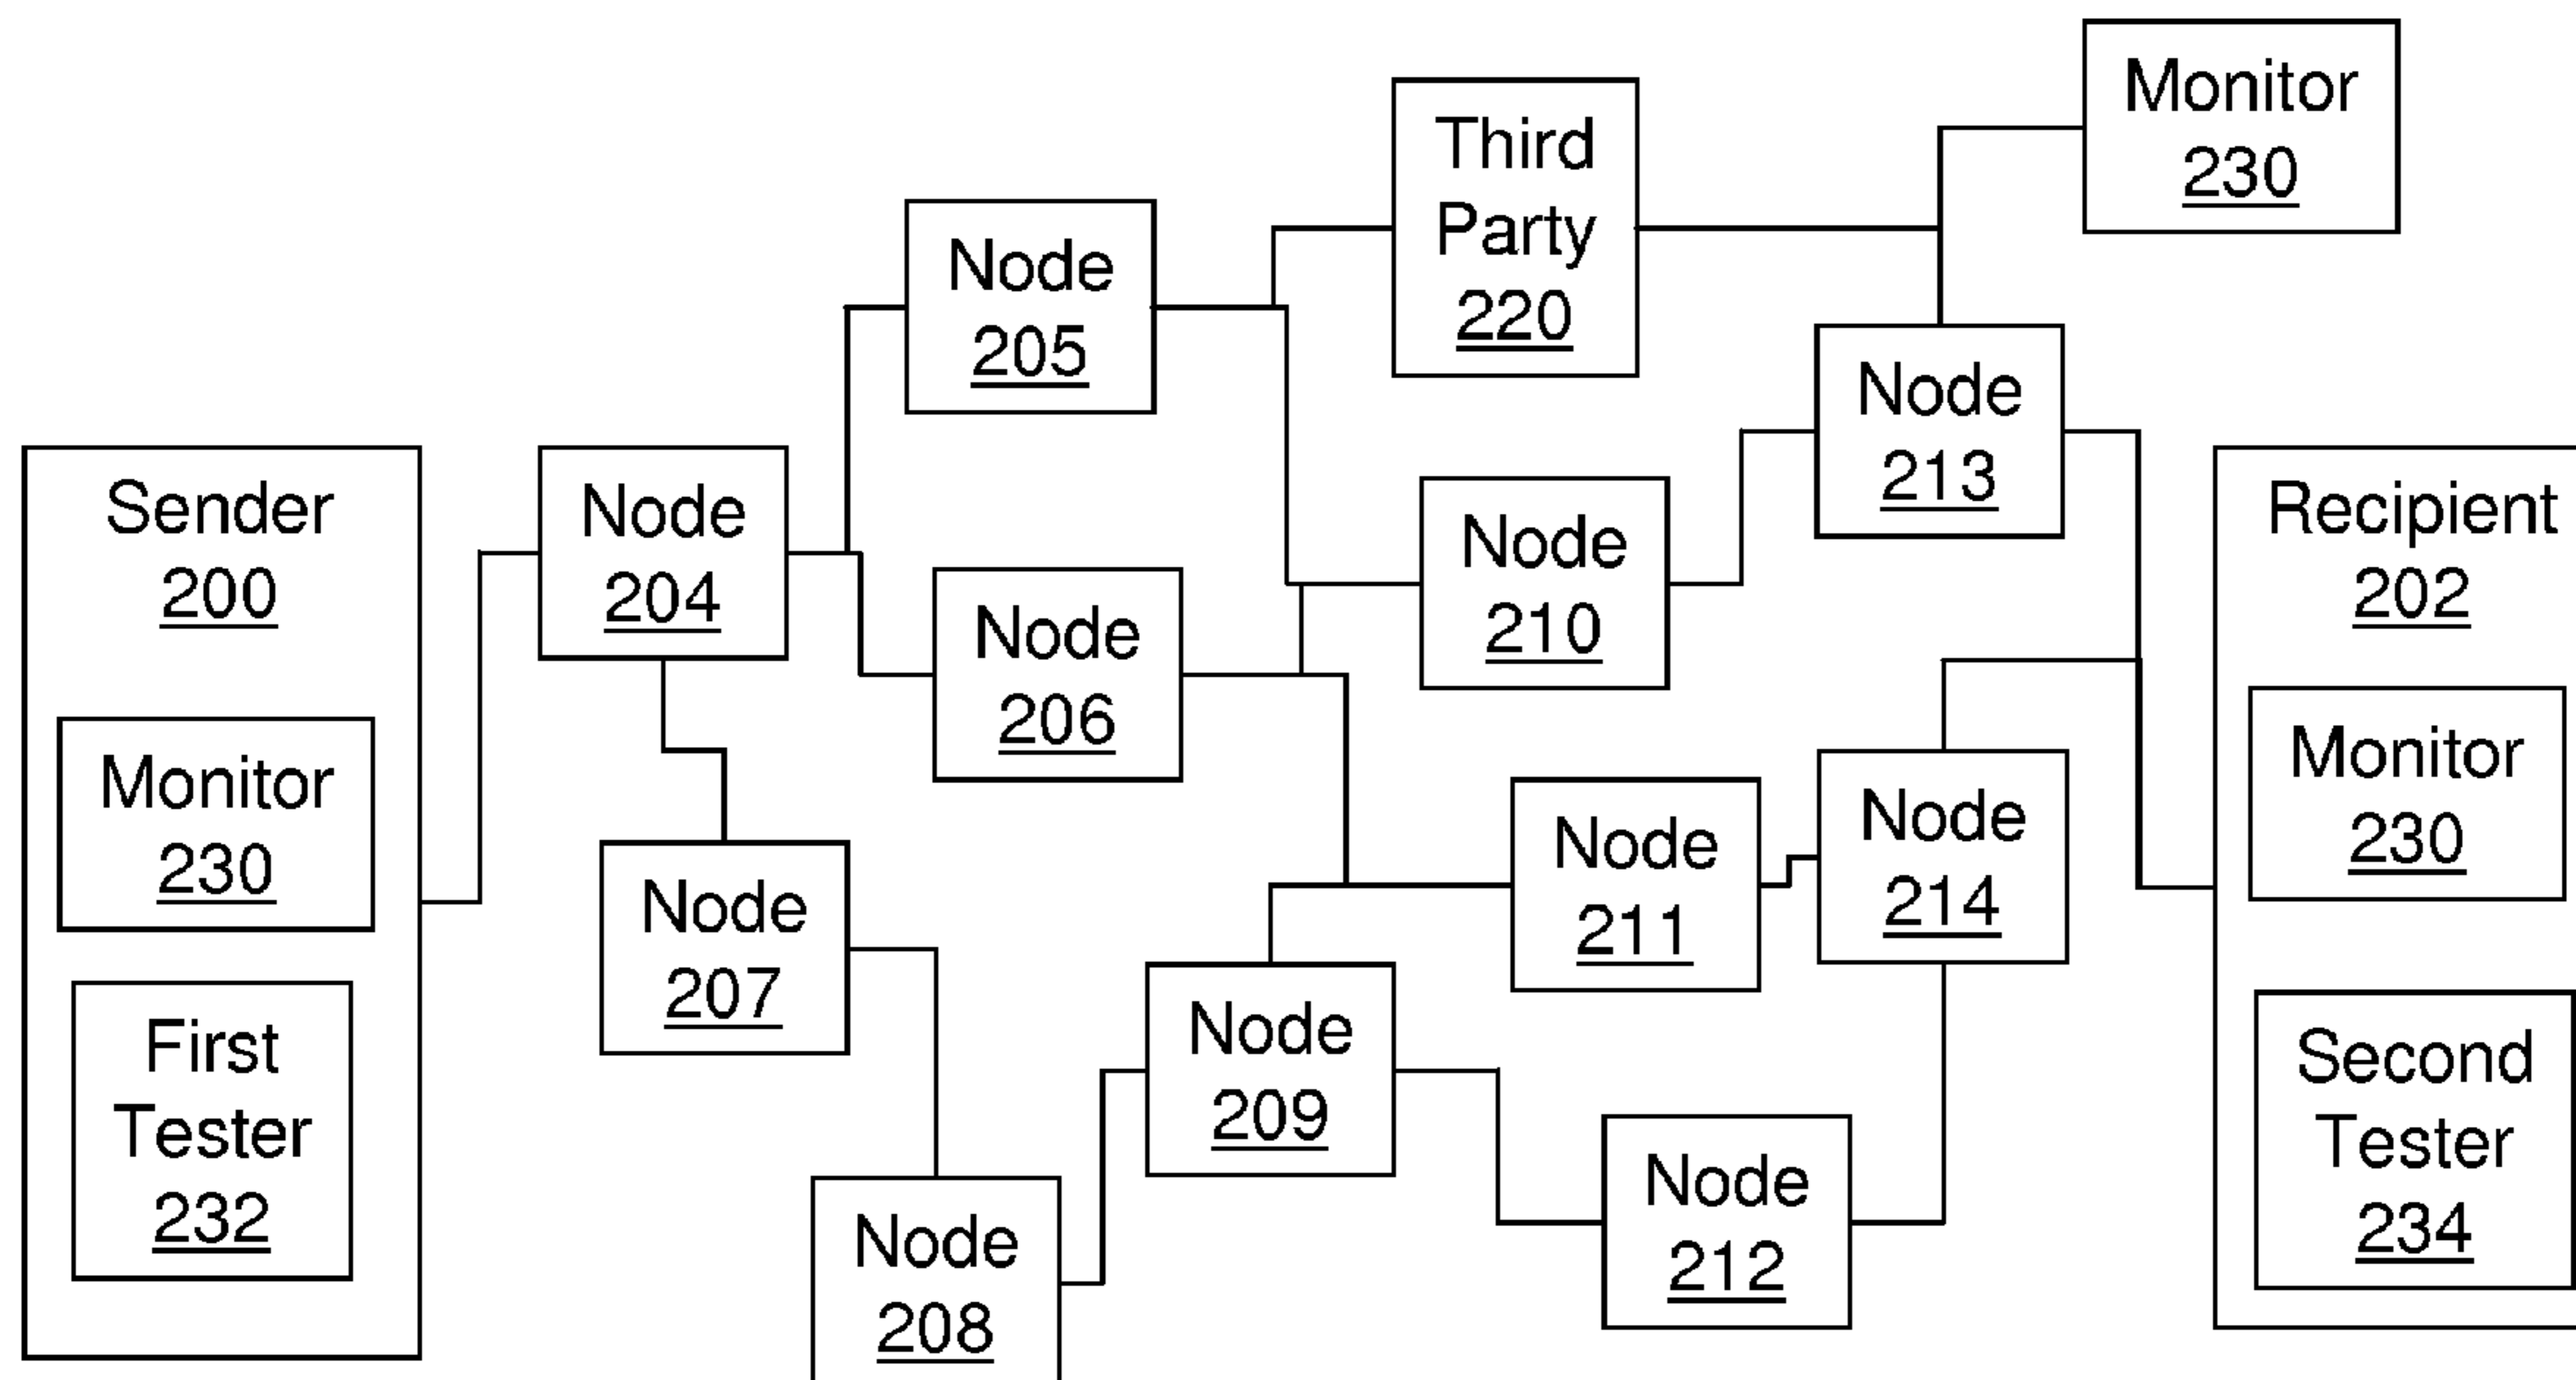 Monitor
230
Third
Party
220
Node
205
Node
213
Sender
200
Node
204
Recipient
202
Node
210
Node
206
Monitor
230
Monitor
230
Node
211
Node
214
Node
207
First
Tester
232
Node
209
Second
Tester
234
Node
212
Node
208